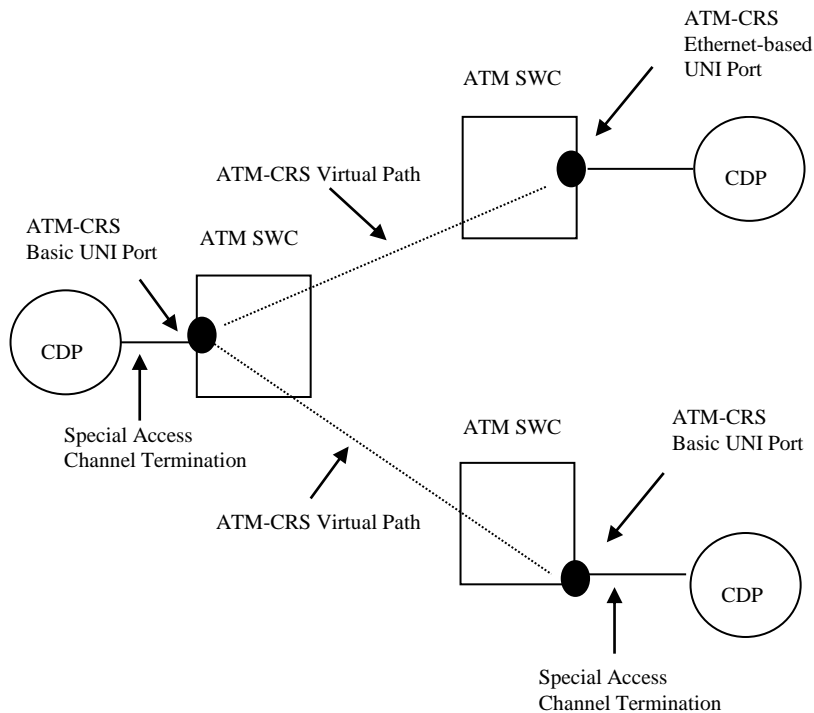 ATM-CRS
Ethernet-based
UNI Port
ATM SWC
CDP
ATM-CRS Virtual Path
ATM-CRS
Basic UNI Port
ATM SWC
CDP
Special Access
Channel Termination
ATM SWC
ATM-CRS
Basic UNI Port
ATM-CRS Virtual Path
CDP
Special Access
Channel Termination